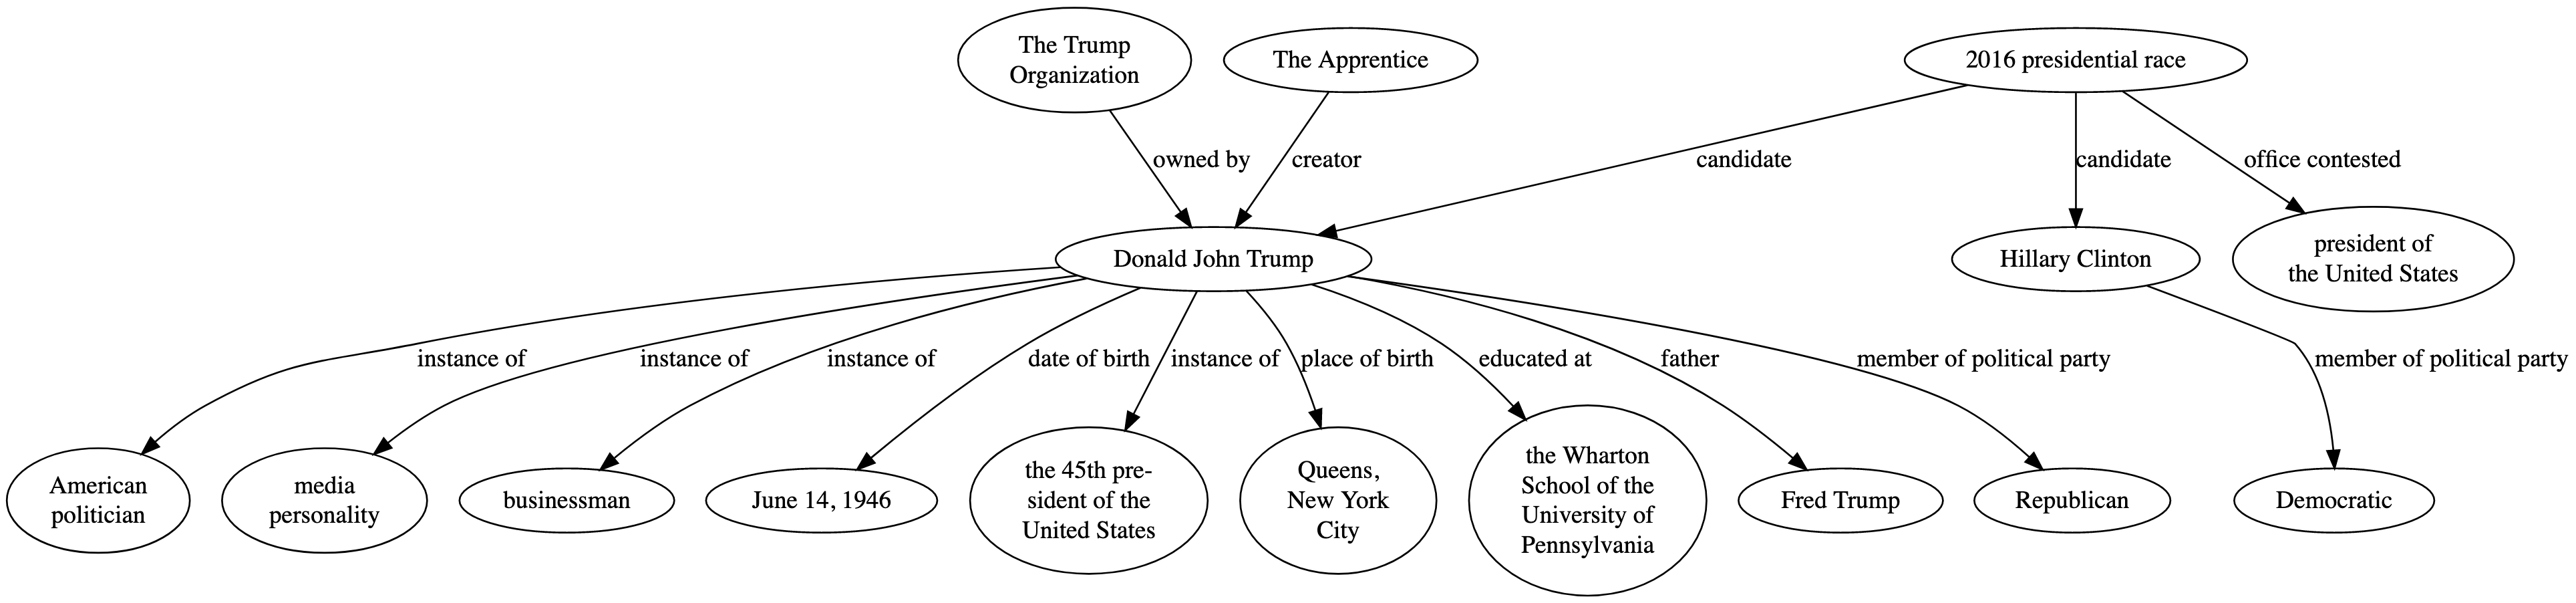 The Trump
Organization
The Apprentice
2016 presidential race
owned by
creator
candidate
candidate
office contested
Donald John Trump
Hillary Clinton
president of
the United States
instance of
instance of
instance of
date of birth
instance of
place of birth
educated at
father
member of political party
member of political party
American
politician
media
personality
businessman
June 14, 1946
the 45th pre-
sident of the
United States
Queens,
New York
City
the Wharton
School of the
University of
Pennsylvania
Fred Trump
Republican
Democratic